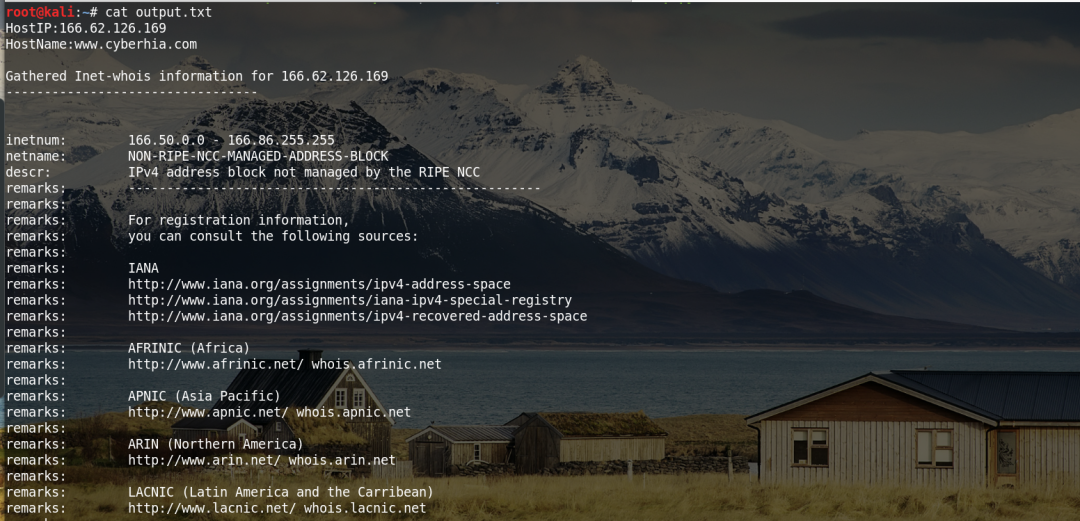 root@kali:~# cat output.txt
HostIP:166.62.126.169
HostName:www.cyberhia.com
Gathered Inet-whois information for 166.62.126.169
---------------------------------
inetnum:        166.50.0.0 - 166.86.255.255
netname:        NON-RIPE-NCC-MANAGED-ADDRESS-BLOCK
descr:          IPv4 address block not managed by the RIPE NCC
remarks:        ------------------------------------------------------
remarks:
remarks:        For registration information,
remarks:        you can consult the following sources:
remarks:
remarks:        IANA
remarks:        http://www.iana.org/assignments/ipv4-address-space
remarks:        http://www.iana.org/assignments/iana-ipv4-special-registry
remarks:        http://www.iana.org/assignments/ipv4-recovered-address-space
remarks:
remarks:        AFRINIC (Africa)
remarks:        http://www.afrinic.net/ whois.afrinic.net
remarks:
remarks:        APNIC (Asia Pacific)
remarks:        http://www.apnic.net/ whois.apnic.net
remarks:
remarks:        ARIN (Northern America)
remarks:        http://www.arin.net/ whois.arin.net
remarks:
remarks:        LACNIC (Latin America and the Carribean)
remarks:        http://www.lacnic.net/ whois.lacnic.net